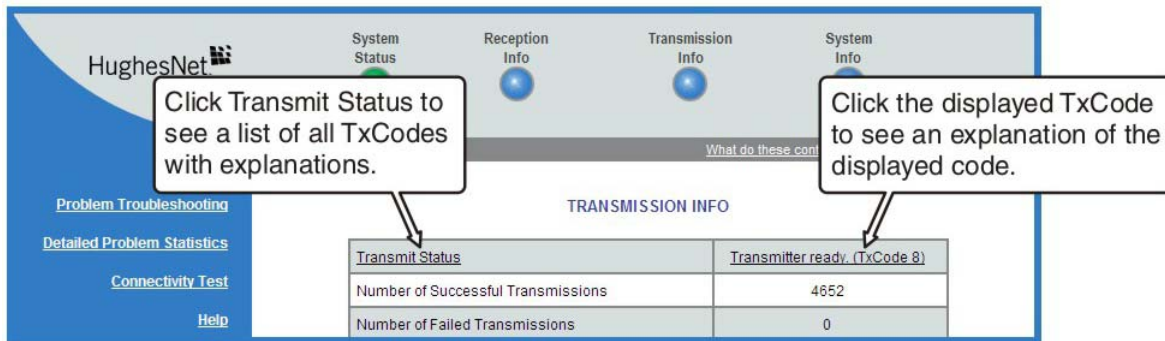 HughesNet.
System
Status
Reception
Info
Transmission
Info
System
Info
Click Transmit Status to
see a list of all TxCodes
with explanations.
Click the displayed TxCode
to see an explanation of the
displayed code.
What do these
Problem Troubleshooting
Detailed Problem Statistics
Connectivity Test
Help
TRANSMISSION INFO
Transmit Status
Transmitter ready. (TxCode 8)
Number of Successful Transmissions
4652
Number of Failed Transmissions
0